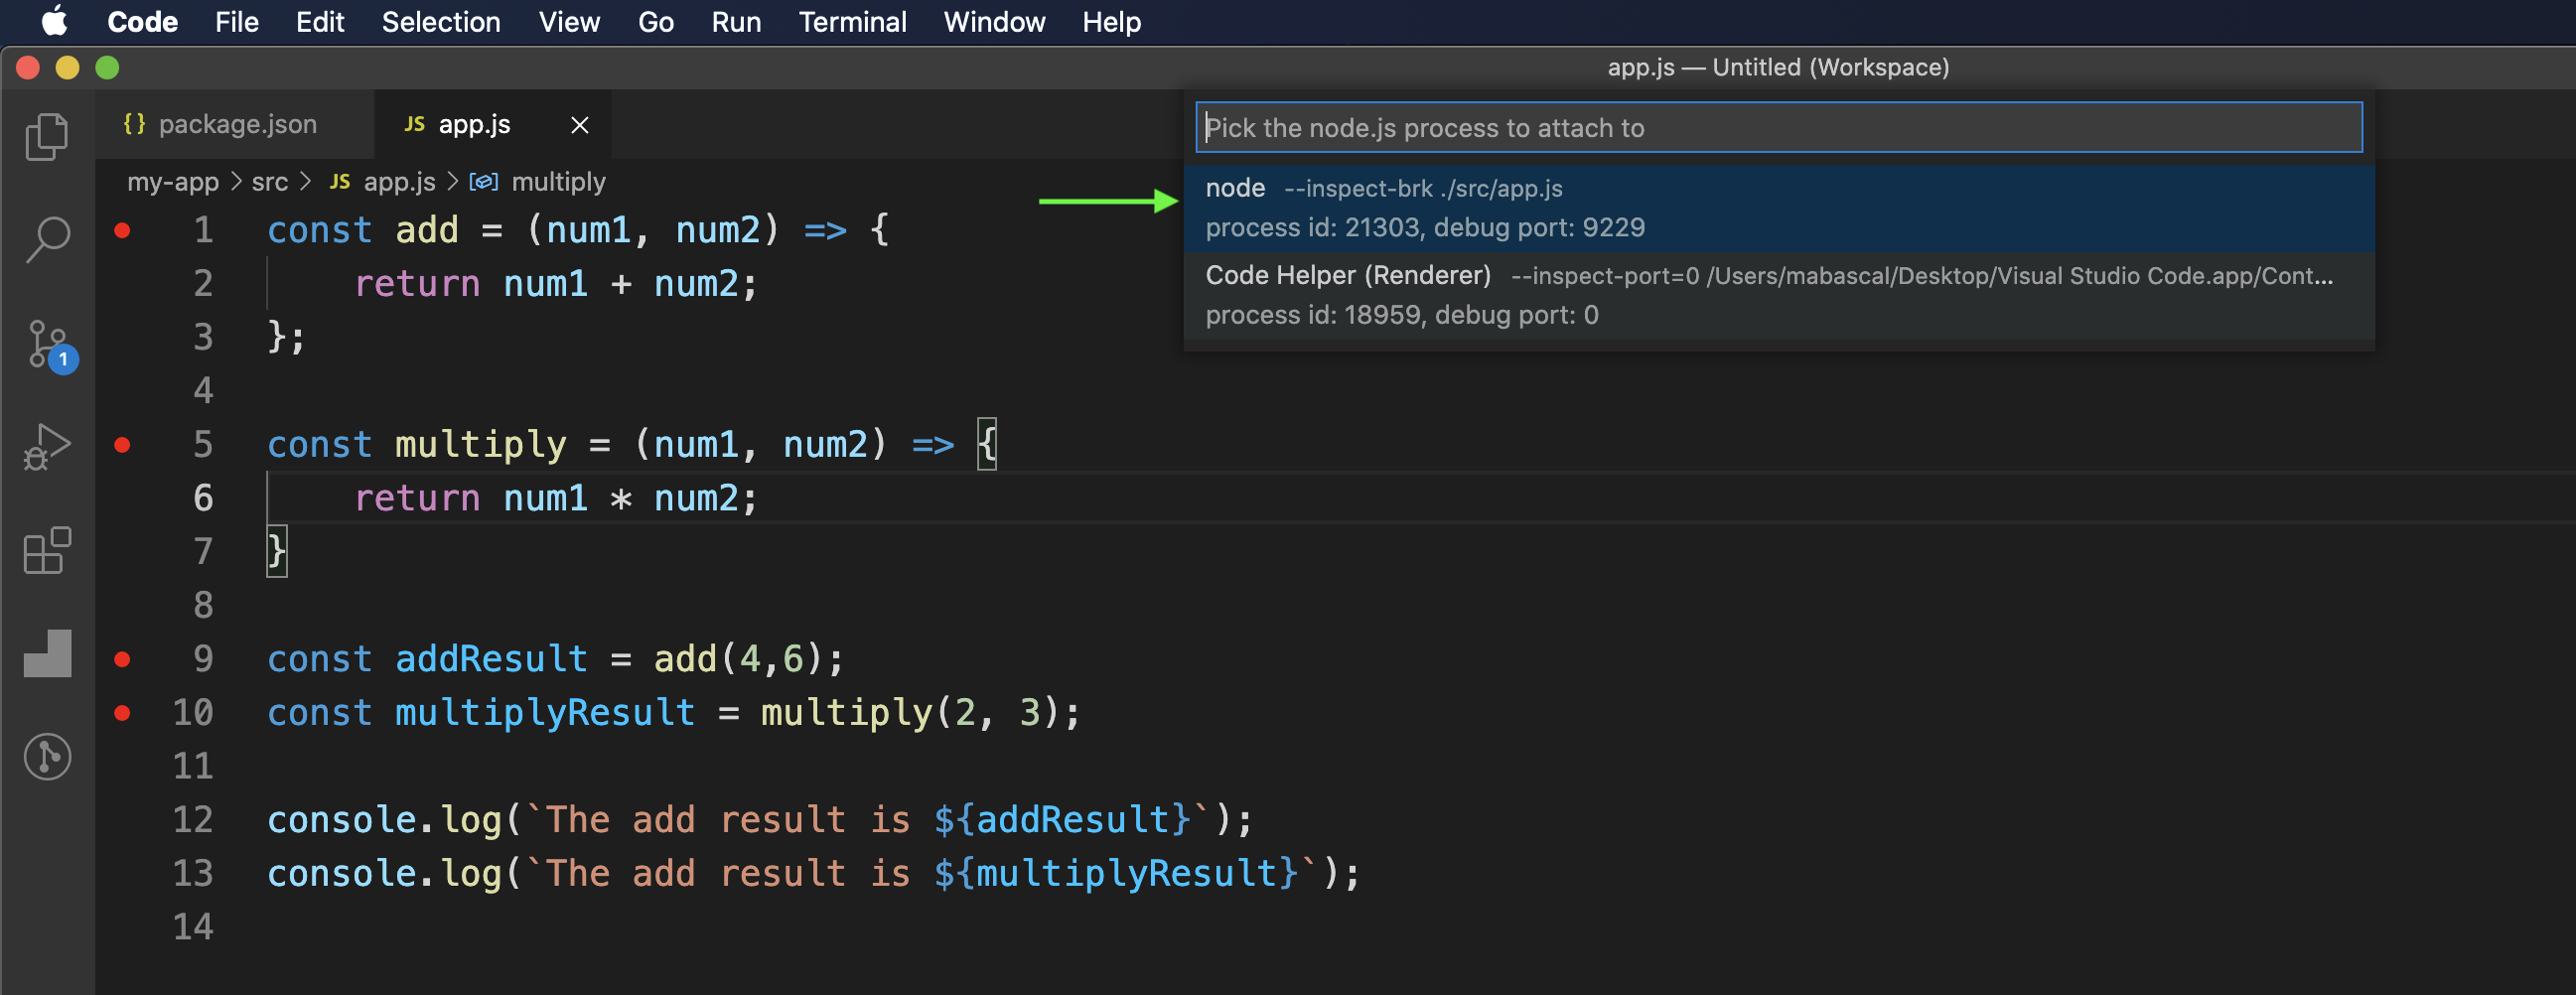 Code File Edit Selection View Go Run Terminal Window Help
app.js — Untitled (Workspace)
{} package.json JS app.js
Pick the node.js process to attach to
node --inspect-brk ./src/app.js
process id: 21303, debug port: 9229
Code Helper (Renderer) --inspect-port=0 /Users/mabascal/Desktop/Visual Studio Code.app/Cont...
process id: 18959, debug port: 0
my-app > src > JS app.js > multiply
1 const add = (num1, num2) => {
2 return num1 + num2;
3 };
4
5 const multiply = (num1, num2) => {
6 return num1 * num2;
7 }
8
9 const addResult = add(4,6);
10 const multiplyResult = multiply(2, 3);
11
12 console.log(`The add result is ${addResult}`);
13 console.log(`The add result is ${multiplyResult}`);
14
1